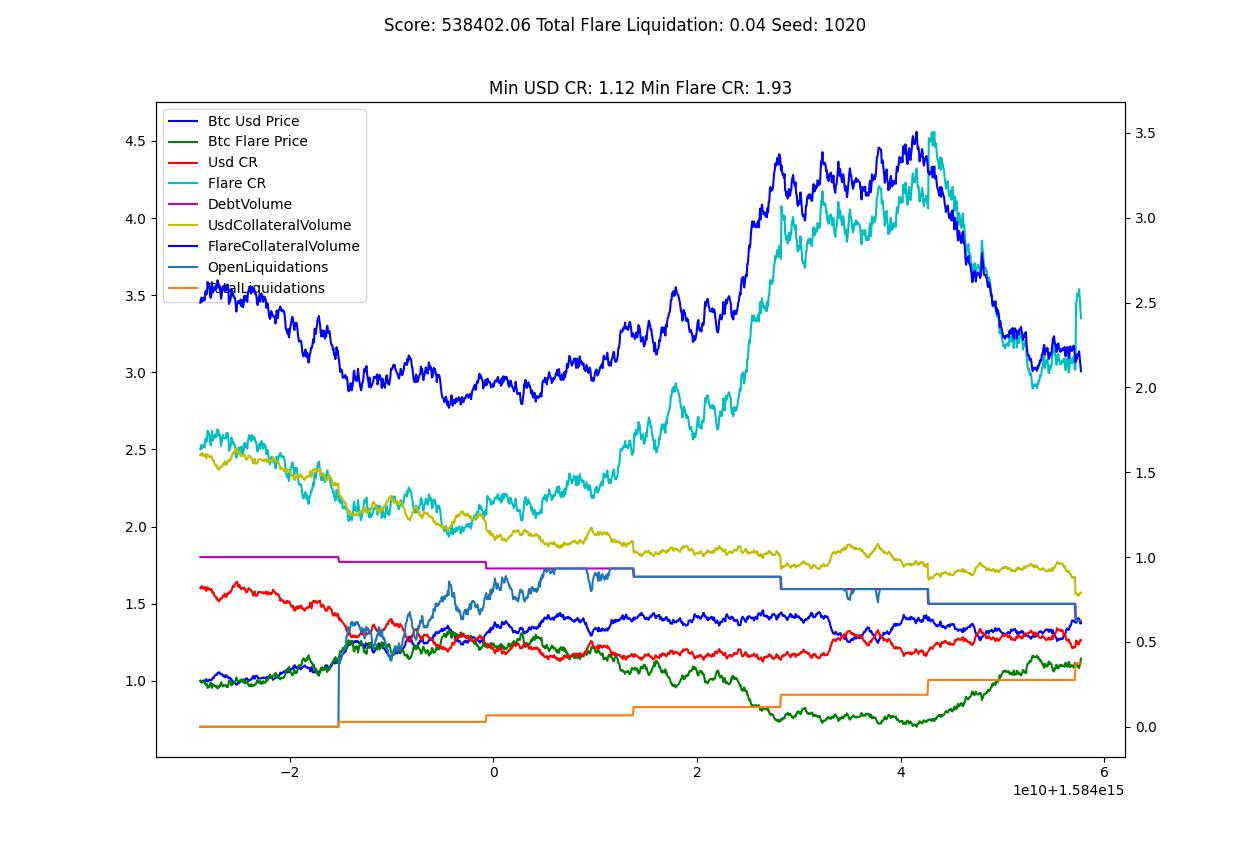 Score: 538402.06 Total Flare Liquidation: 0.04 Seed: 1020
Min USD CR: 1.12 Min Flare CR: 1.93
Btc Usd Price
Btc Flare Price
Usd CR
Flare CR
DebtVolume
UsdCollateralVolume
FlareCollateralVolume
OpenLiquidations
TotalLiquidations
4.5
4.0
3.5
3.0
2.5
2.0
1.5
1.0
3.5
3.0
2.5
2.0
1.5
1.0
0.5
0.0
−2
0
2
4
6
1e10+1.584e15